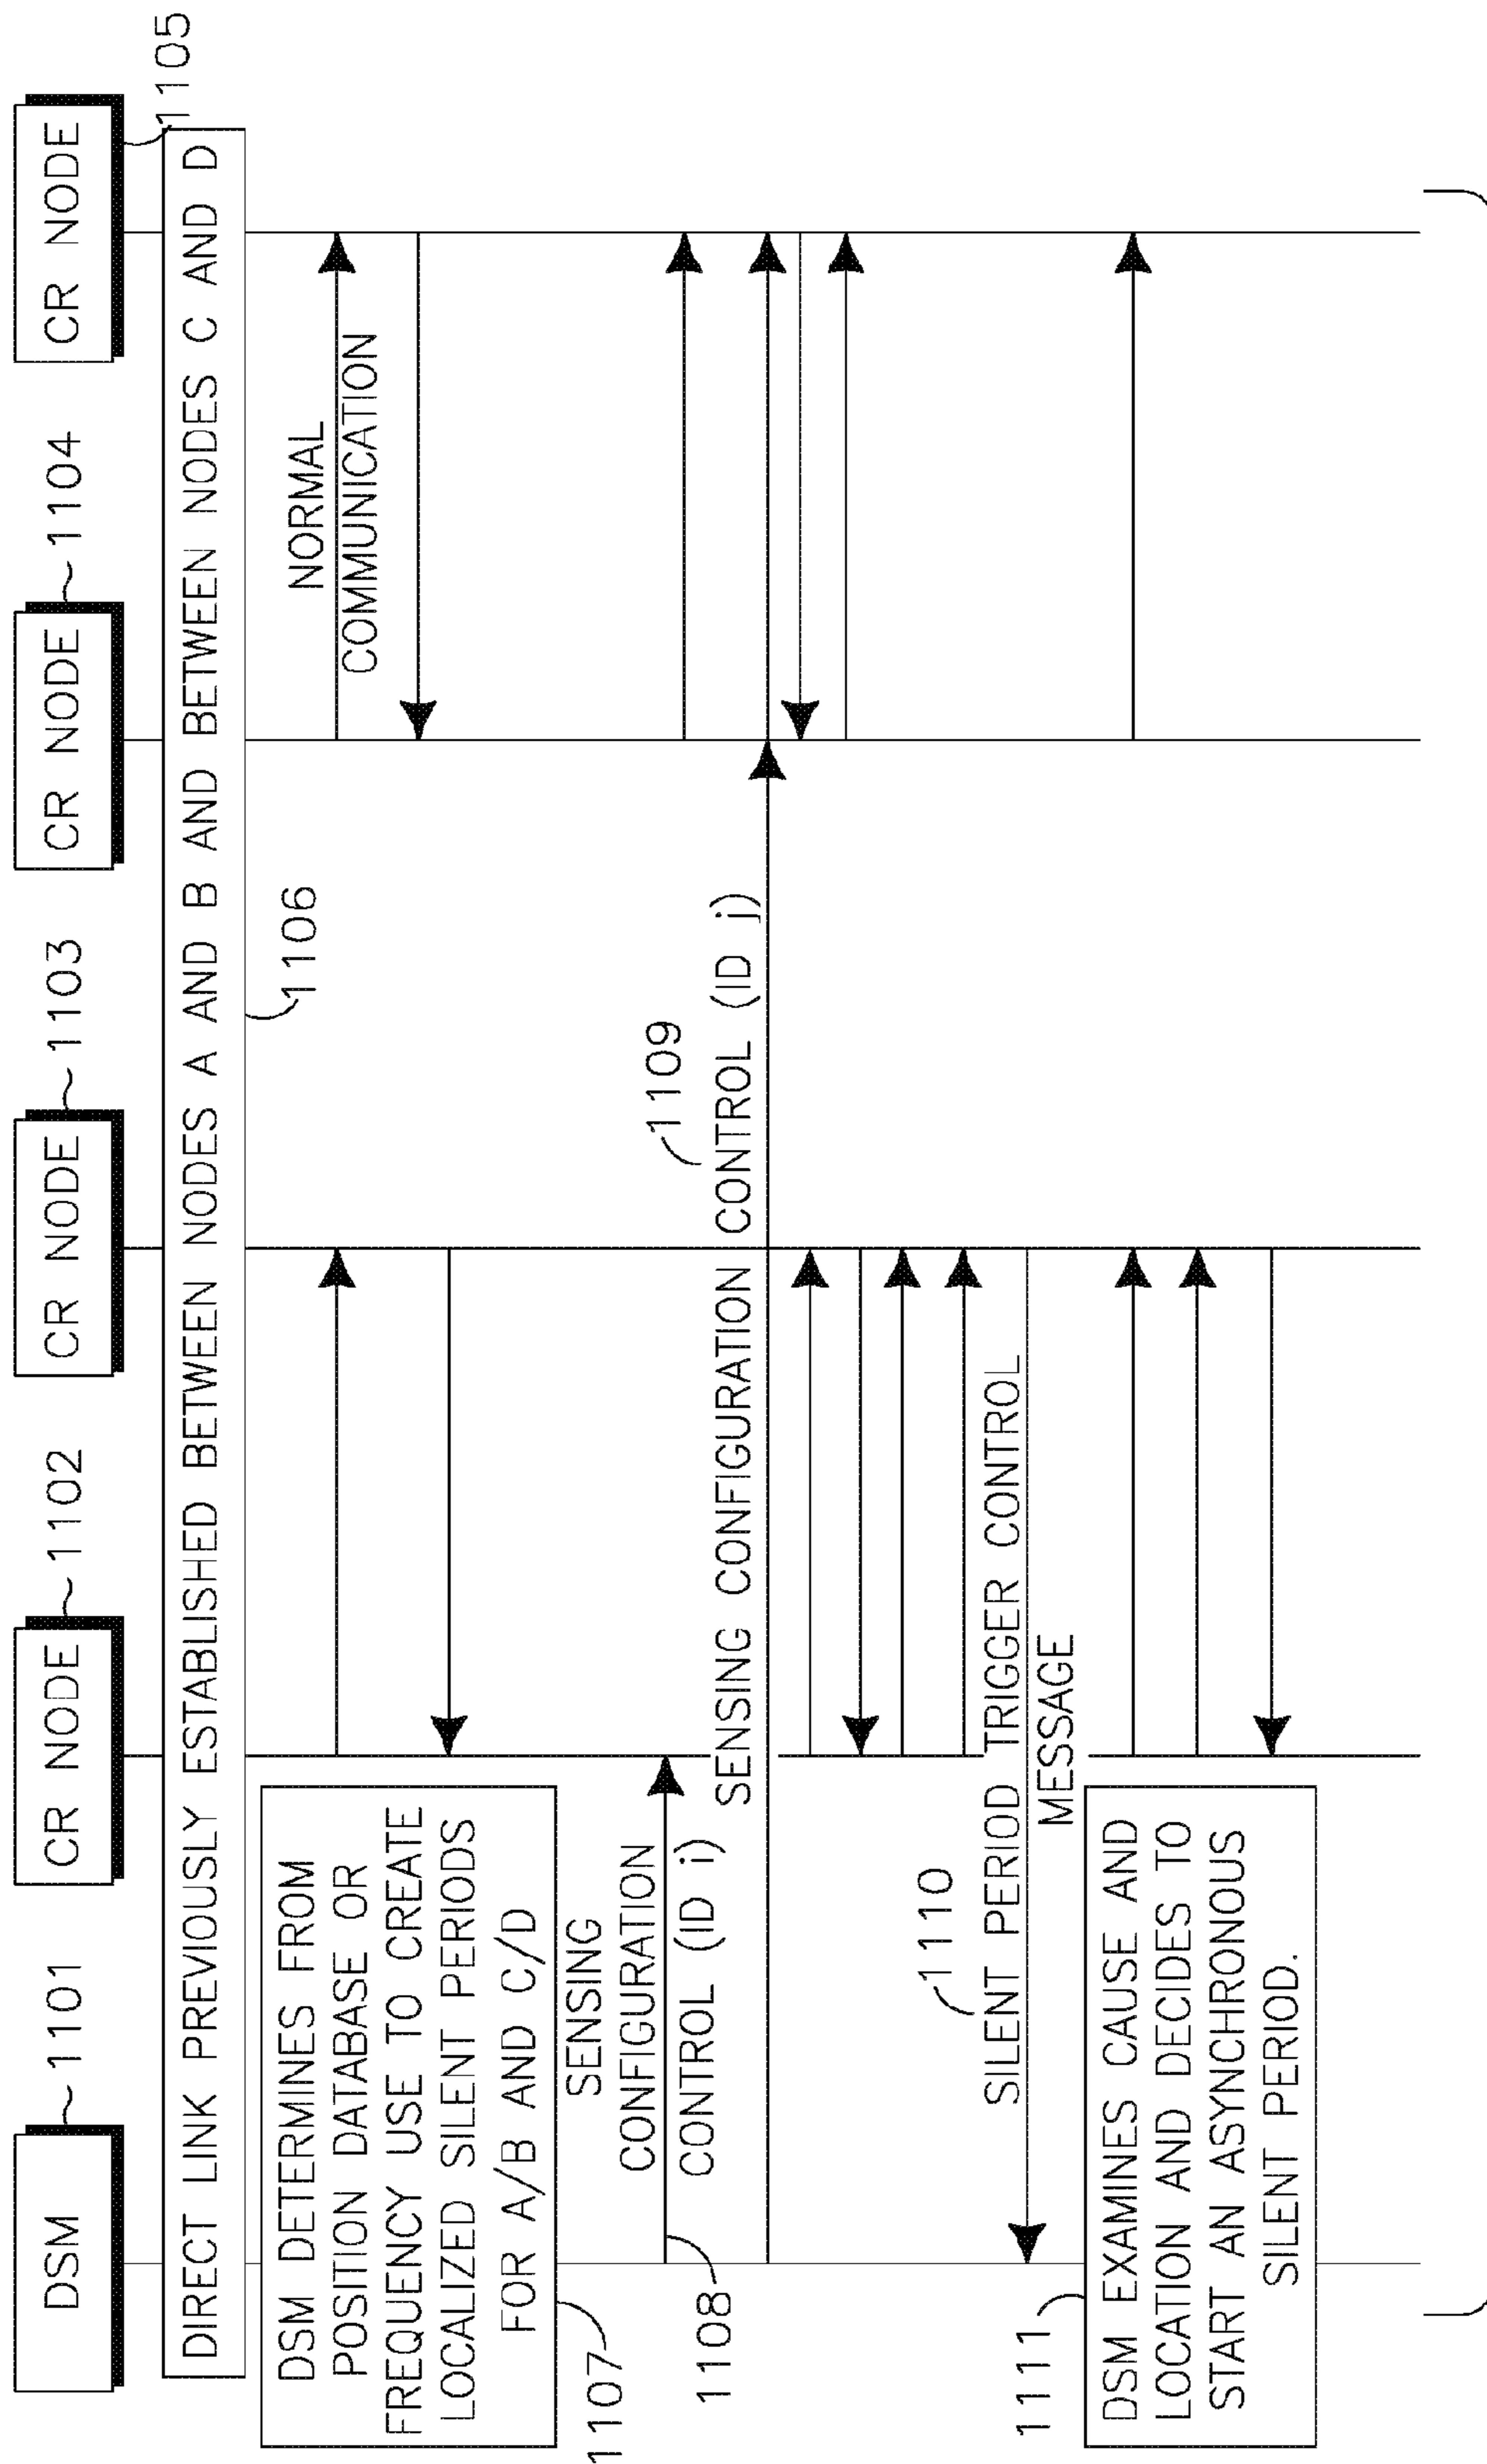 DSM
1101
CR NODE
1102
CR NODE
1103
CR NODE
1104
CR NODE
1105
DIRECT LINK PREVIOUSLY ESTABLISHED BETWEEN NODES A AND B AND BETWEEN NODES C AND D
1106
DSM DETERMINES FROM
POSITION DATABASE OR
FREQUENCY USE TO CREATE
LOCALIZED SILENT PERIODS
FOR A/B AND C/D
1107
NORMAL
COMMUNICATION
SENSING
CONFIGURATION
CONTROL (ID i)
1108
1109
SENSING CONFIGURATION CONTROL (ID j)
1110
SILENT PERIOD TRIGGER CONTROL
MESSAGE
1111
DSM EXAMINES CAUSE AND
LOCATION AND DECIDES TO
START AN ASYNCHRONOUS
SILENT PERIOD.